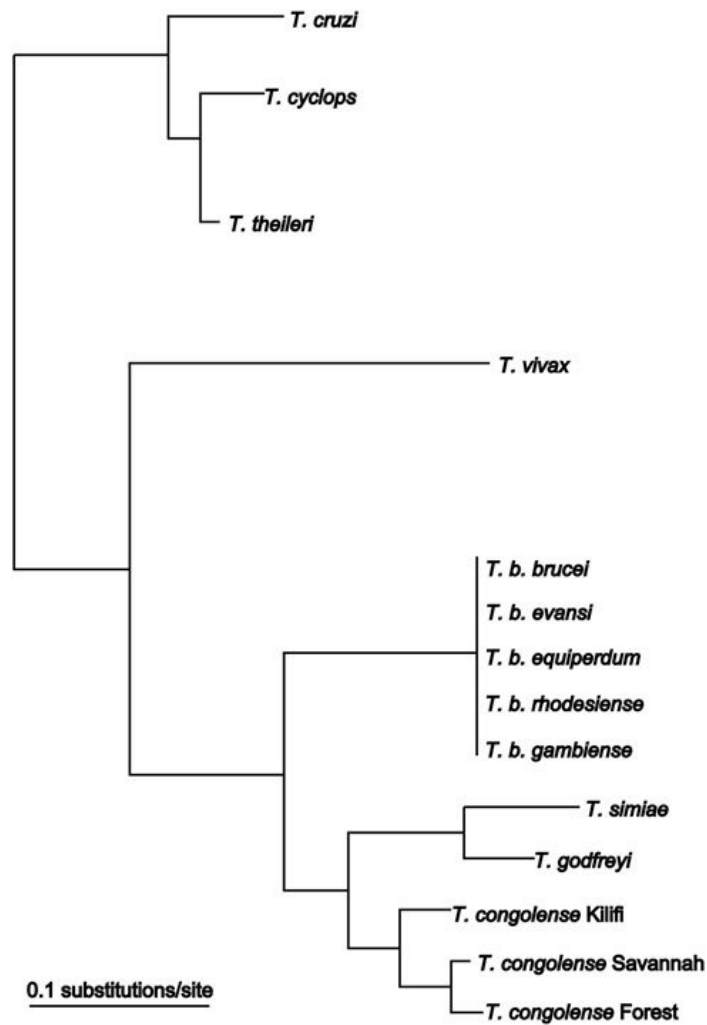 T. cruzi
T. cyclops
T. theileri
T. vivax
T. b. brucei
T. b. evansi
T. b. equiperdum
T. b. rhodesiense
T. b. gambiense
T. simiae
T. godfreyi
T. congolense Kilifi
T. congolense Savannah
T. congolense Forest
0.1 substitutions/site